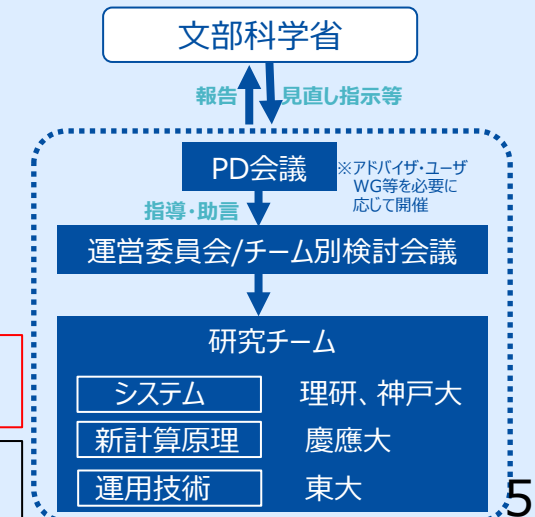 文部科学省
報告
見直し指示等
PD会議
※アドバイザ・ユーザ
WG等を必要に
応じて開催
指導・助言
運営委員会/チーム別検討会議
研究チーム
システム 理研、神戸大
新計算原理 慶應大
運用技術 東大
5